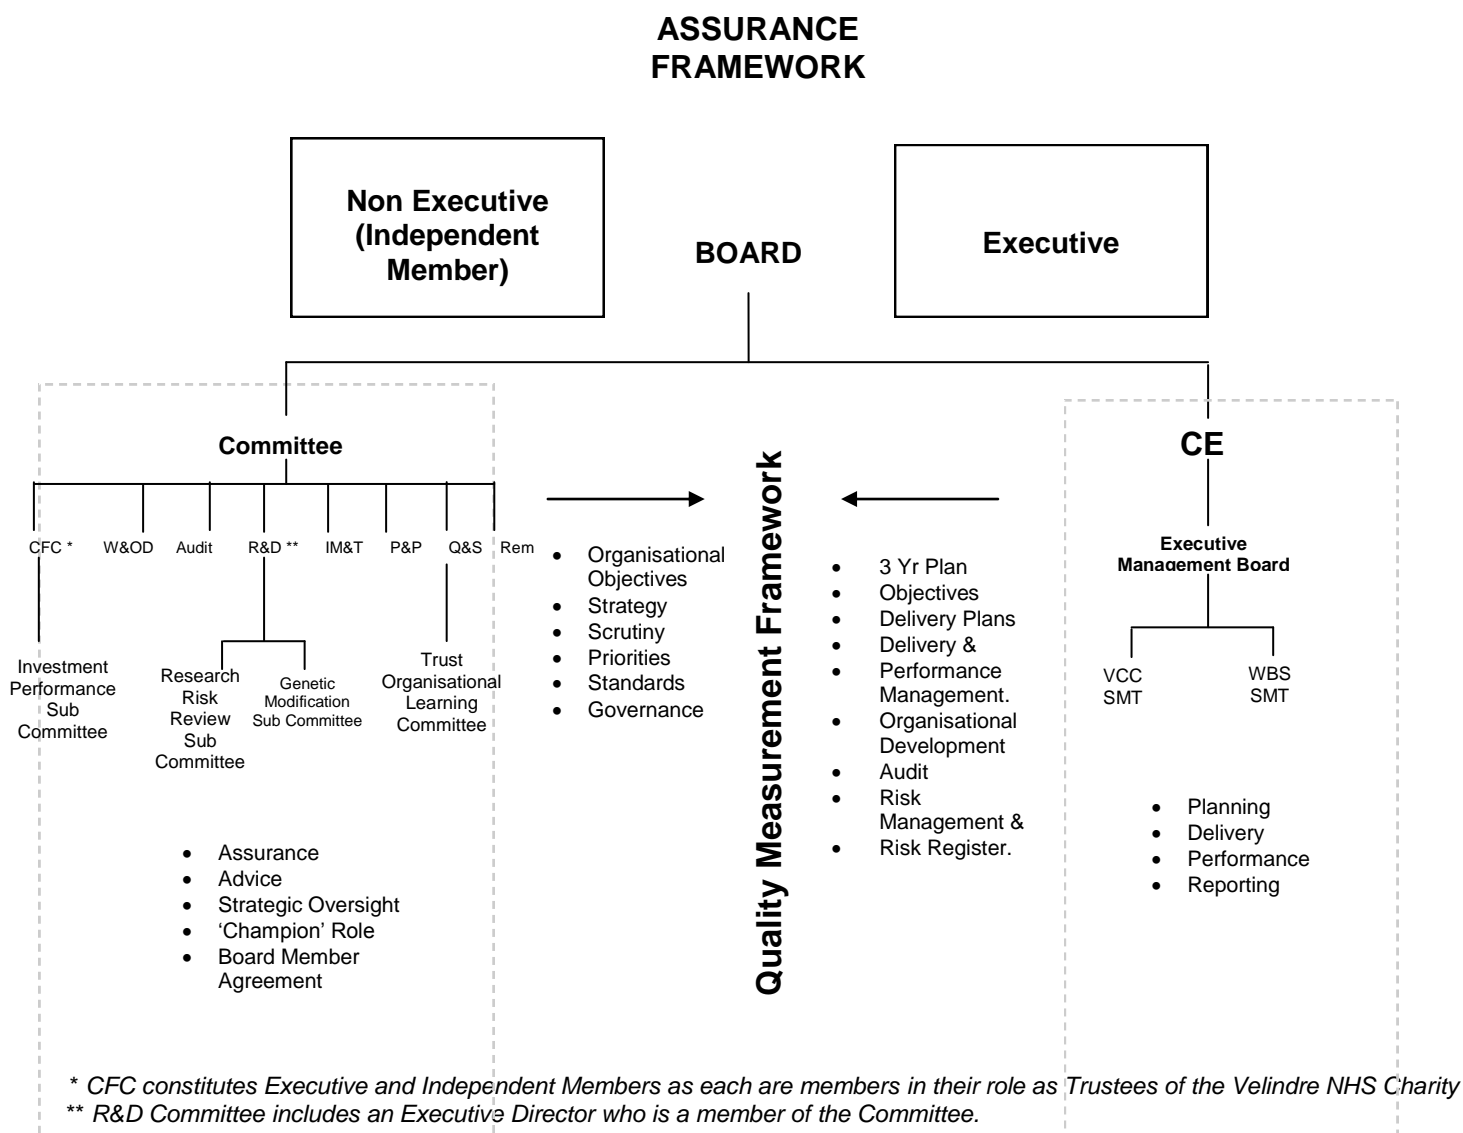 ASSURANCE
FRAMEWORK
Non Executive
(Independent
Member)
BOARD
Executive
Committee
CE
CFC *
W&OD
Audit
R&D **
IM&T
P&P
Q&S
Rem
Investment
Performance
Sub
Committee
Research
Risk
Review
Sub
Committee
Genetic
Modification
Sub Committee
Trust
Organisational
Learning
Committee
• Organisational
Objectives
• Strategy
• Scrutiny
• Priorities
• Standards
• Governance
Quality Measurement Framework
• 3 Yr Plan
• Objectives
• Delivery Plans
• Delivery &
• Performance
Management.
• Organisational
Development
• Audit
• Risk
Management &
• Risk Register.
Executive
Management Board
VCC
SMT
WBS
SMT
• Assurance
• Advice
• Strategic Oversight
• ‘Champion’ Role
• Board Member
Agreement
• Planning
• Delivery
• Performance
• Reporting
* CFC constitutes Executive and Independent Members as each are members in their role as Trustees of the Velindre NHS Charity
** R&D Committee includes an Executive Director who is a member of the Committee.